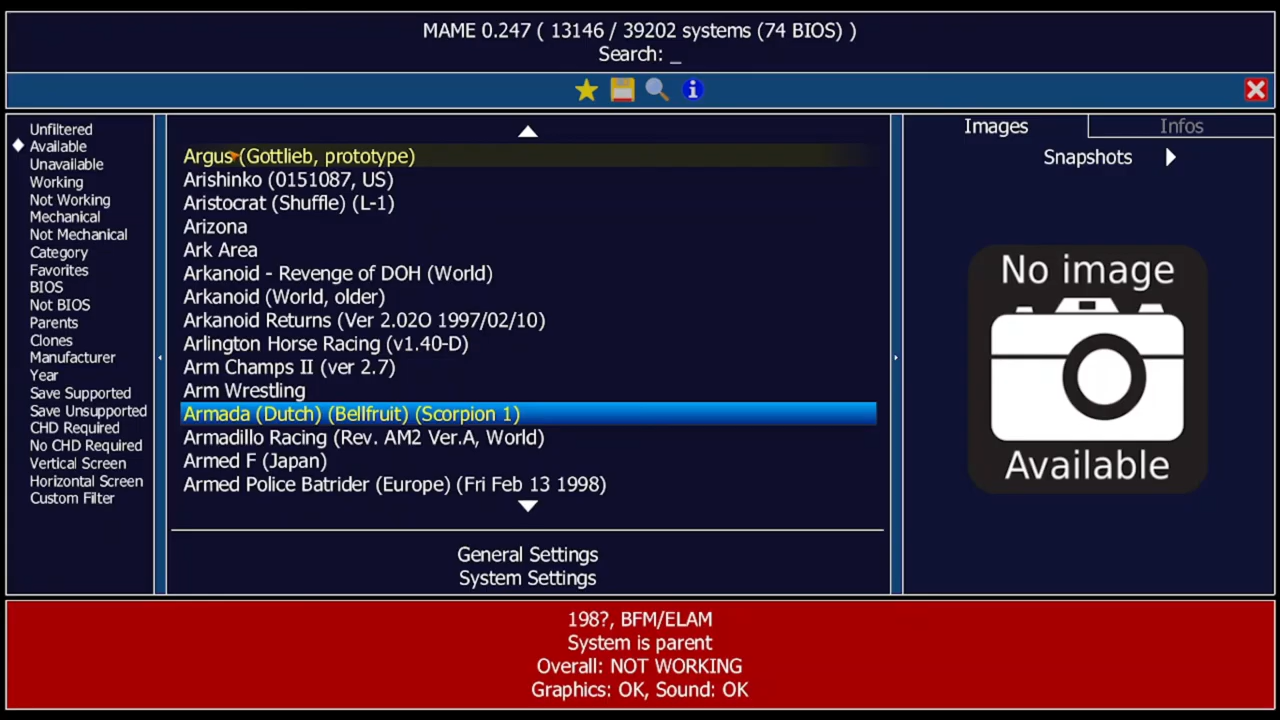 MAME 0.247 ( 13146 / 39202 systems (74 BIOS) )
Search: _
Unfiltered
Available
Unavailable
Working
Not Working
Mechanical
Not Mechanical
Category
Favorites
BIOS
Not BIOS
Parents
Clones
Manufacturer
Year
Save Supported
Save Unsupported
CHD Required
No CHD Required
Vertical Screen
Horizontal Screen
Custom Filter
Argus (Gottlieb, prototype)
Arishinko (0151087, US)
Aristocrat (Shuffle) (L-1)
Arizona
Ark Area
Arkanoid - Revenge of DOH (World)
Arkanoid (World, older)
Arkanoid Returns (Ver 2.02O 1997/02/10)
Arlington Horse Racing (v1.40-D)
Arm Champs II (ver 2.7)
Arm Wrestling
Armada (Dutch) (Bellfruit) (Scorpion 1)
Armadillo Racing (Rev. AM2 Ver.A, World)
Armed F (Japan)
Armed Police Batrider (Europe) (Fri Feb 13 1998)
General Settings
System Settings
Images
Infos
Snapshots
No image
Available
198?, BFM/ELAM
System is parent
Overall: NOT WORKING
Graphics: OK, Sound: OK